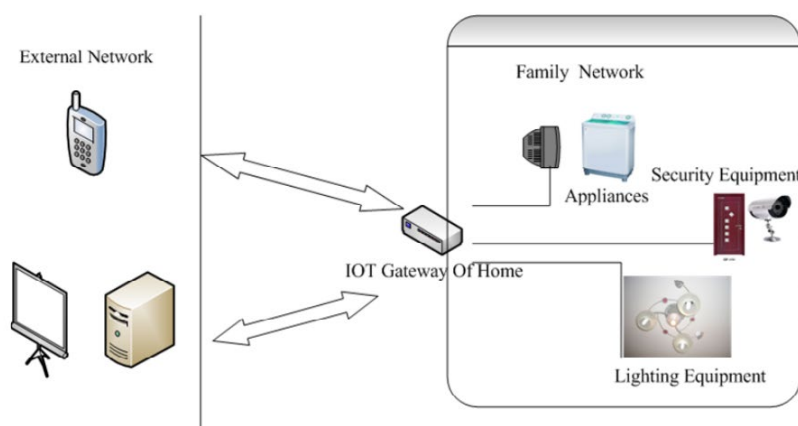 External Network
Family Network
Appliances
Security Equipment
IOT Gateway Of Home
Lighting Equipment